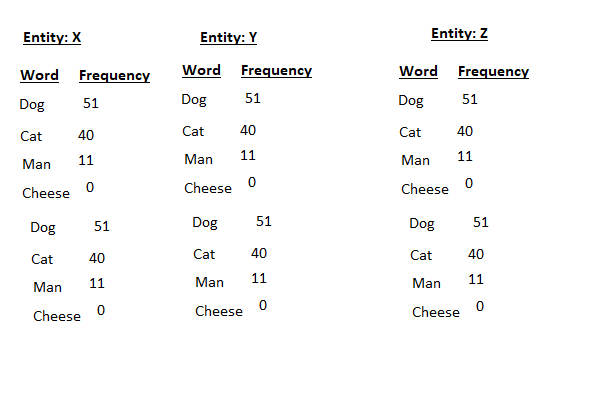 Entity: X Entity: Y Entity: Z
Word Frequency Word Frequency Word Frequency
Dog 51 Dog 51 Dog 51
Cat 40 Cat 40 Cat 40
Man 11 Man 11 Man 11
Cheese 0 Cheese 0 Cheese 0
Dog 51 Dog 51 Dog 51
Cat 40 Cat 40 Cat 40
Man 11 Man 11 Man 11
Cheese 0 Cheese 0 Cheese 0